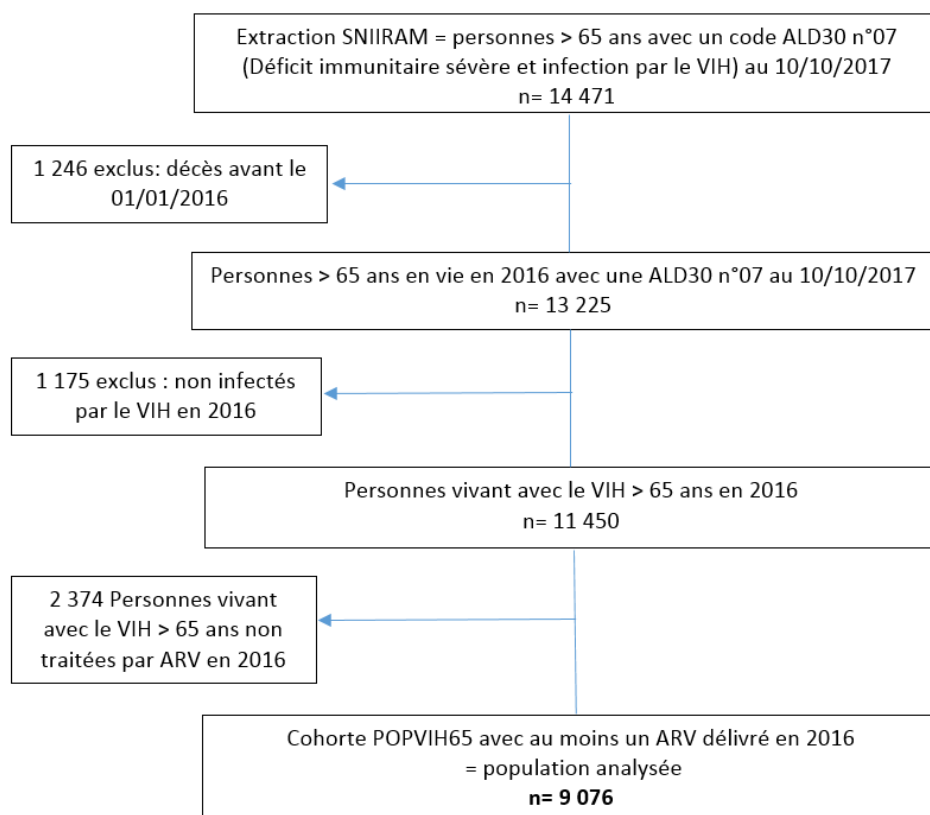 Extraction SNIIRAM = personnes > 65 ans avec un code ALD30 n°07
(Déficit immunitaire sévère et infection par le VIH) au 10/10/2017
n= 14 471
1 246 exclus: décès avant le
01/01/2016
Personnes > 65 ans en vie en 2016 avec une ALD30 n°07 au 10/10/2017
n= 13 225
1 175 exclus : non infectés
par le VIH en 2016
Personnes vivant avec le VIH > 65 ans en 2016
n= 11 450
2 374 Personnes vivant
avec le VIH > 65 ans non
traitées par ARV en 2016
Cohorte POPVIH65 avec au moins un ARV délivré en 2016
= population analysée
n= 9 076